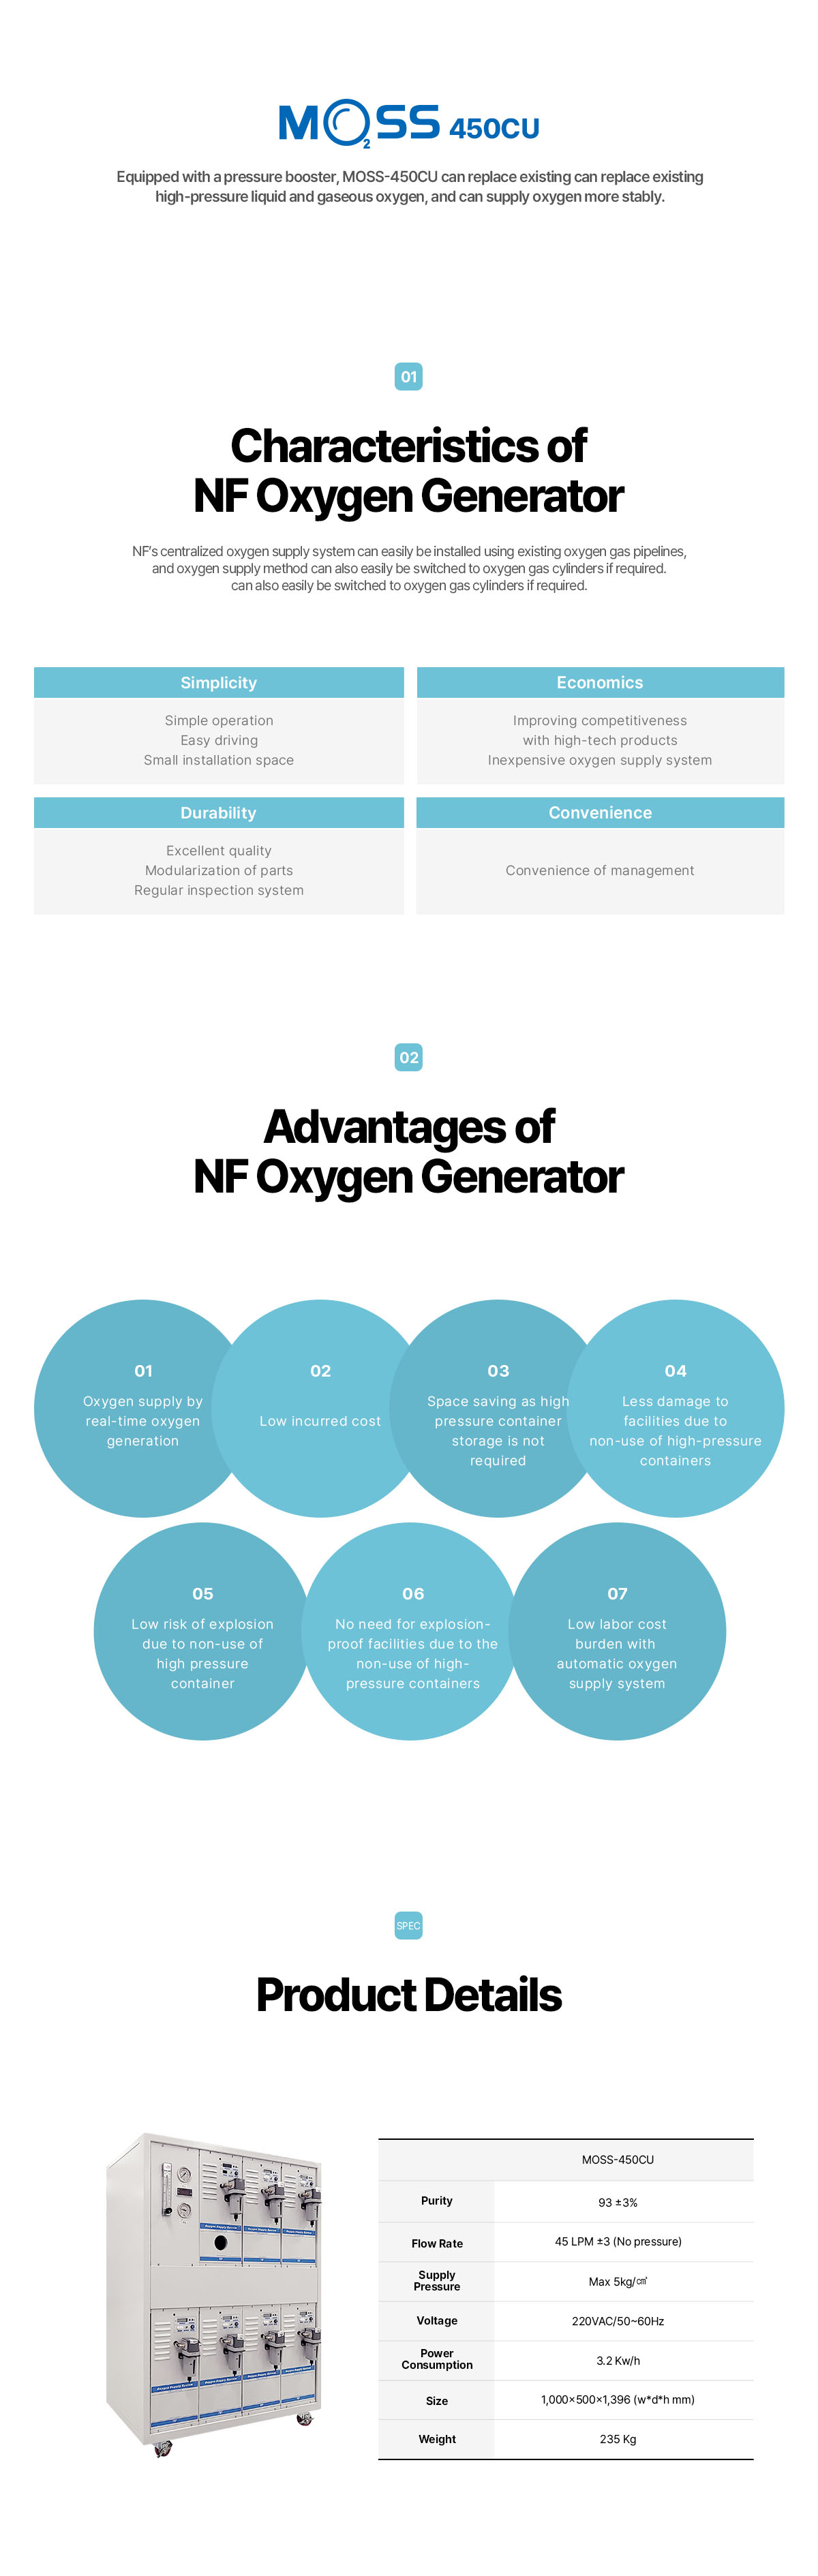 MO₂SS 450CU
Equipped with a pressure booster, MOSS-450CU can replace existing can replace existing
high-pressure liquid and gaseous oxygen, and can supply oxygen more stably.
01
Characteristics of
NF Oxygen Generator
NF's centralized oxygen supply system can easily be installed using existing oxygen gas pipelines,
and oxygen supply method can also easily be switched to oxygen gas cylinders if required.
can also easily be switched to oxygen gas cylinders if required.
Simplicity
Simple operation
Easy driving
Small installation space
Economics
Improving competitiveness
with high-tech products
Inexpensive oxygen supply system
Durability
Excellent quality
Modularization of parts
Regular inspection system
Convenience
Convenience of management
02
Advantages of
NF Oxygen Generator
01
Oxygen supply by
real-time oxygen
generation
02
Low incurred cost
03
Space saving as high
pressure container
storage is not
required
04
Less damage to
facilities due to
non-use of high-pressure
containers
05
Low risk of explosion
due to non-use of
high pressure
container
06
No need for explosion-
proof facilities due to the
non-use of high-
pressure containers
07
Low labor cost
burden with
automatic oxygen
supply system
SPEC
Product Details
MOSS-450CU
Purity
93 ±3%
Flow Rate
45 LPM ±3 (No pressure)
Supply
Pressure
Max 5kg/㎠
Voltage
220VAC/50~60Hz
Power
Consumption
3.2 Kw/h
Size
1,000×500×1,396 (w*d*h mm)
Weight
235 Kg